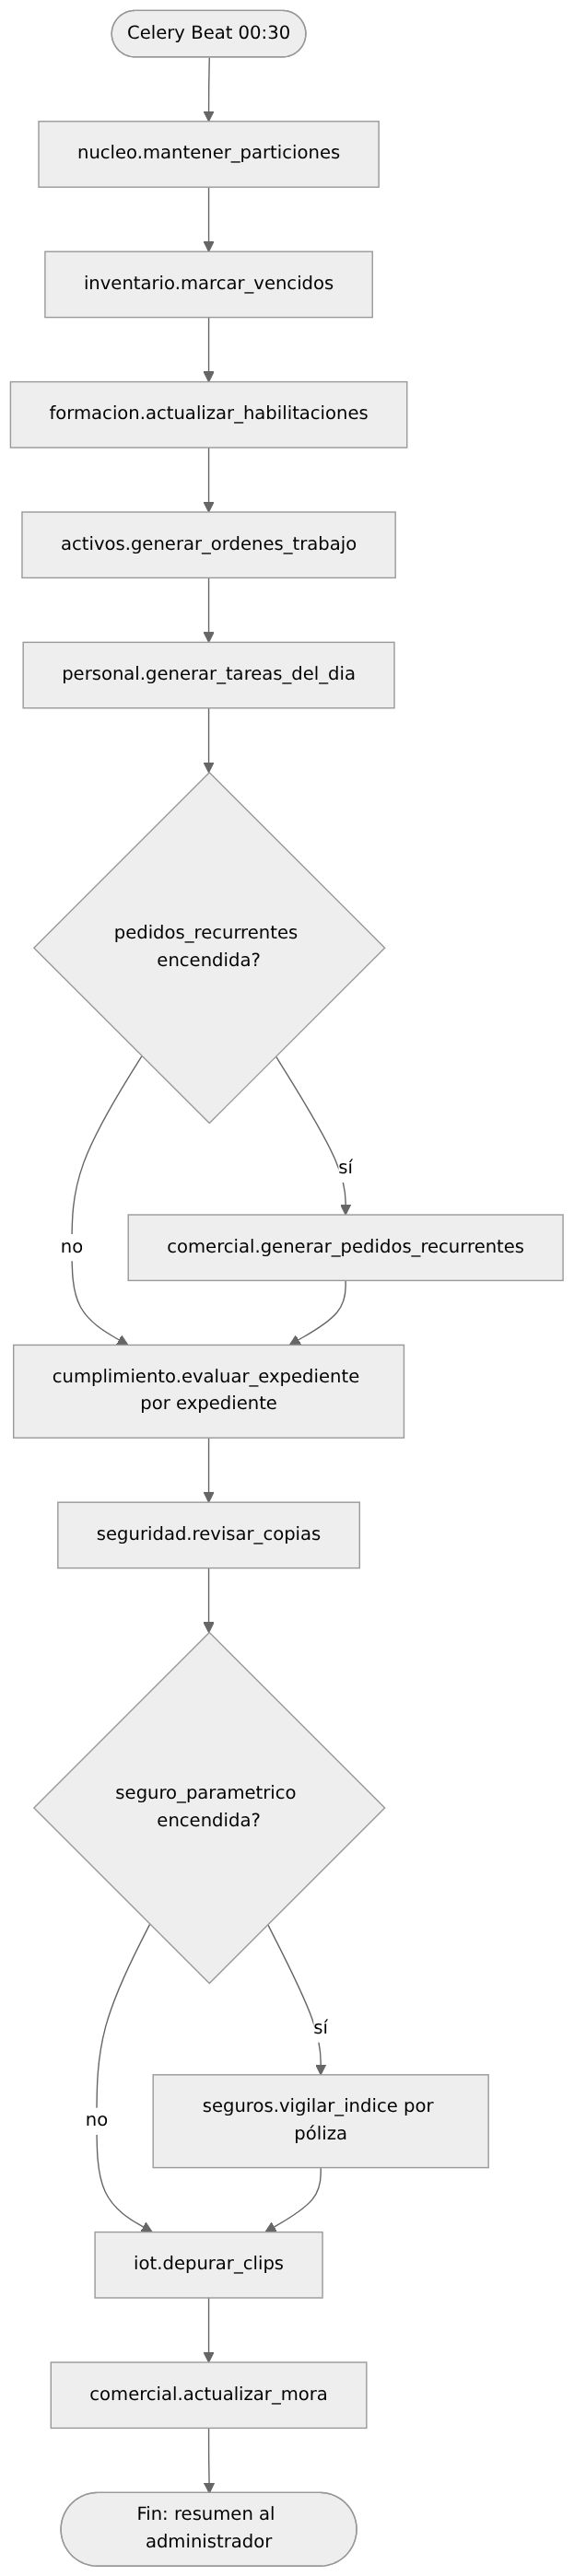 Celery Beat 00:30
nucleo.mantener_particiones
inventario.marcar_vencidos
formacion.actualizar_habilitaciones
activos.generar_ordenes_trabajo
personal.generar_tareas_del_dia
pedidos_recurrentes
encendida?
sí
no
comercial.generar_pedidos_recurrentes
cumplimiento.evaluar_expediente
por expediente
seguridad.revisar_copias
seguro_parametrico
encendida?
sí
no
seguros.vigilar_indice por
póliza
iot.depurar_clips
comercial.actualizar_mora
Fin: resumen al
administrador